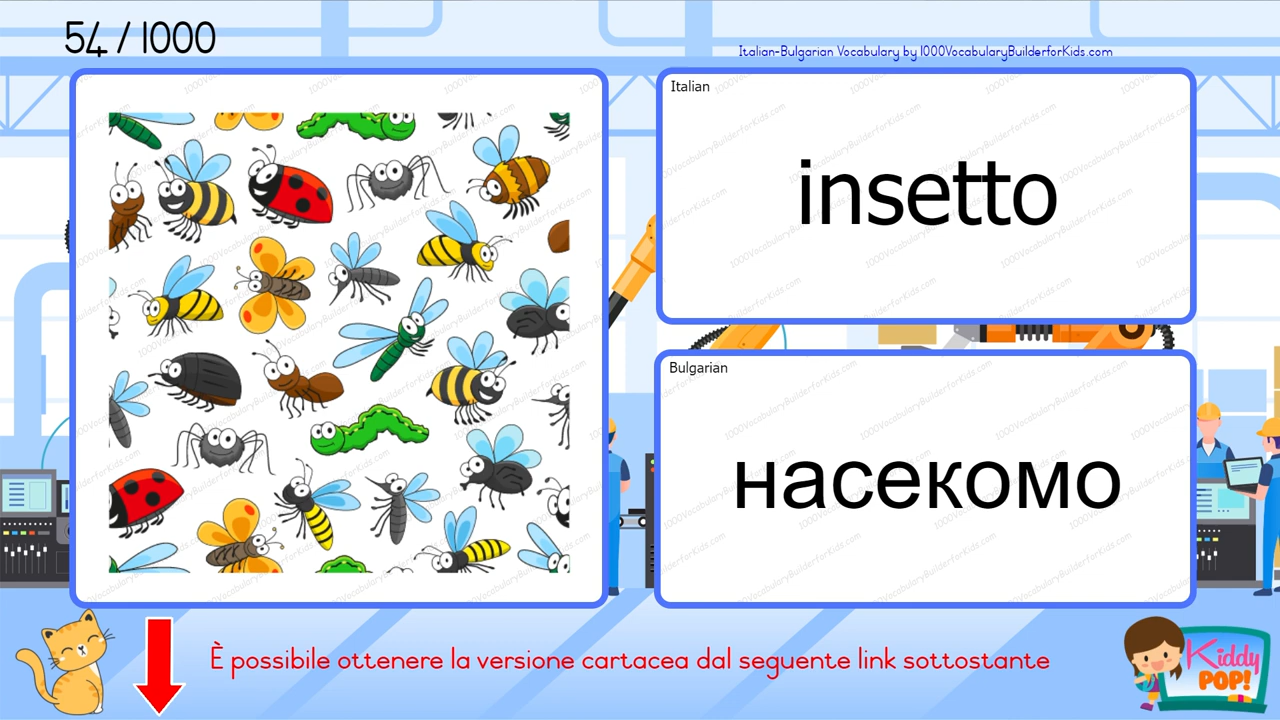 54 / 1000
Italian-Bulgarian Vocabulary by 1000VocabularyBuilderforKids.com
Italian
insetto
Bulgarian
насекомо
È possibile ottenere la versione cartacea dal seguente link sottostante
Kiddy
POP!